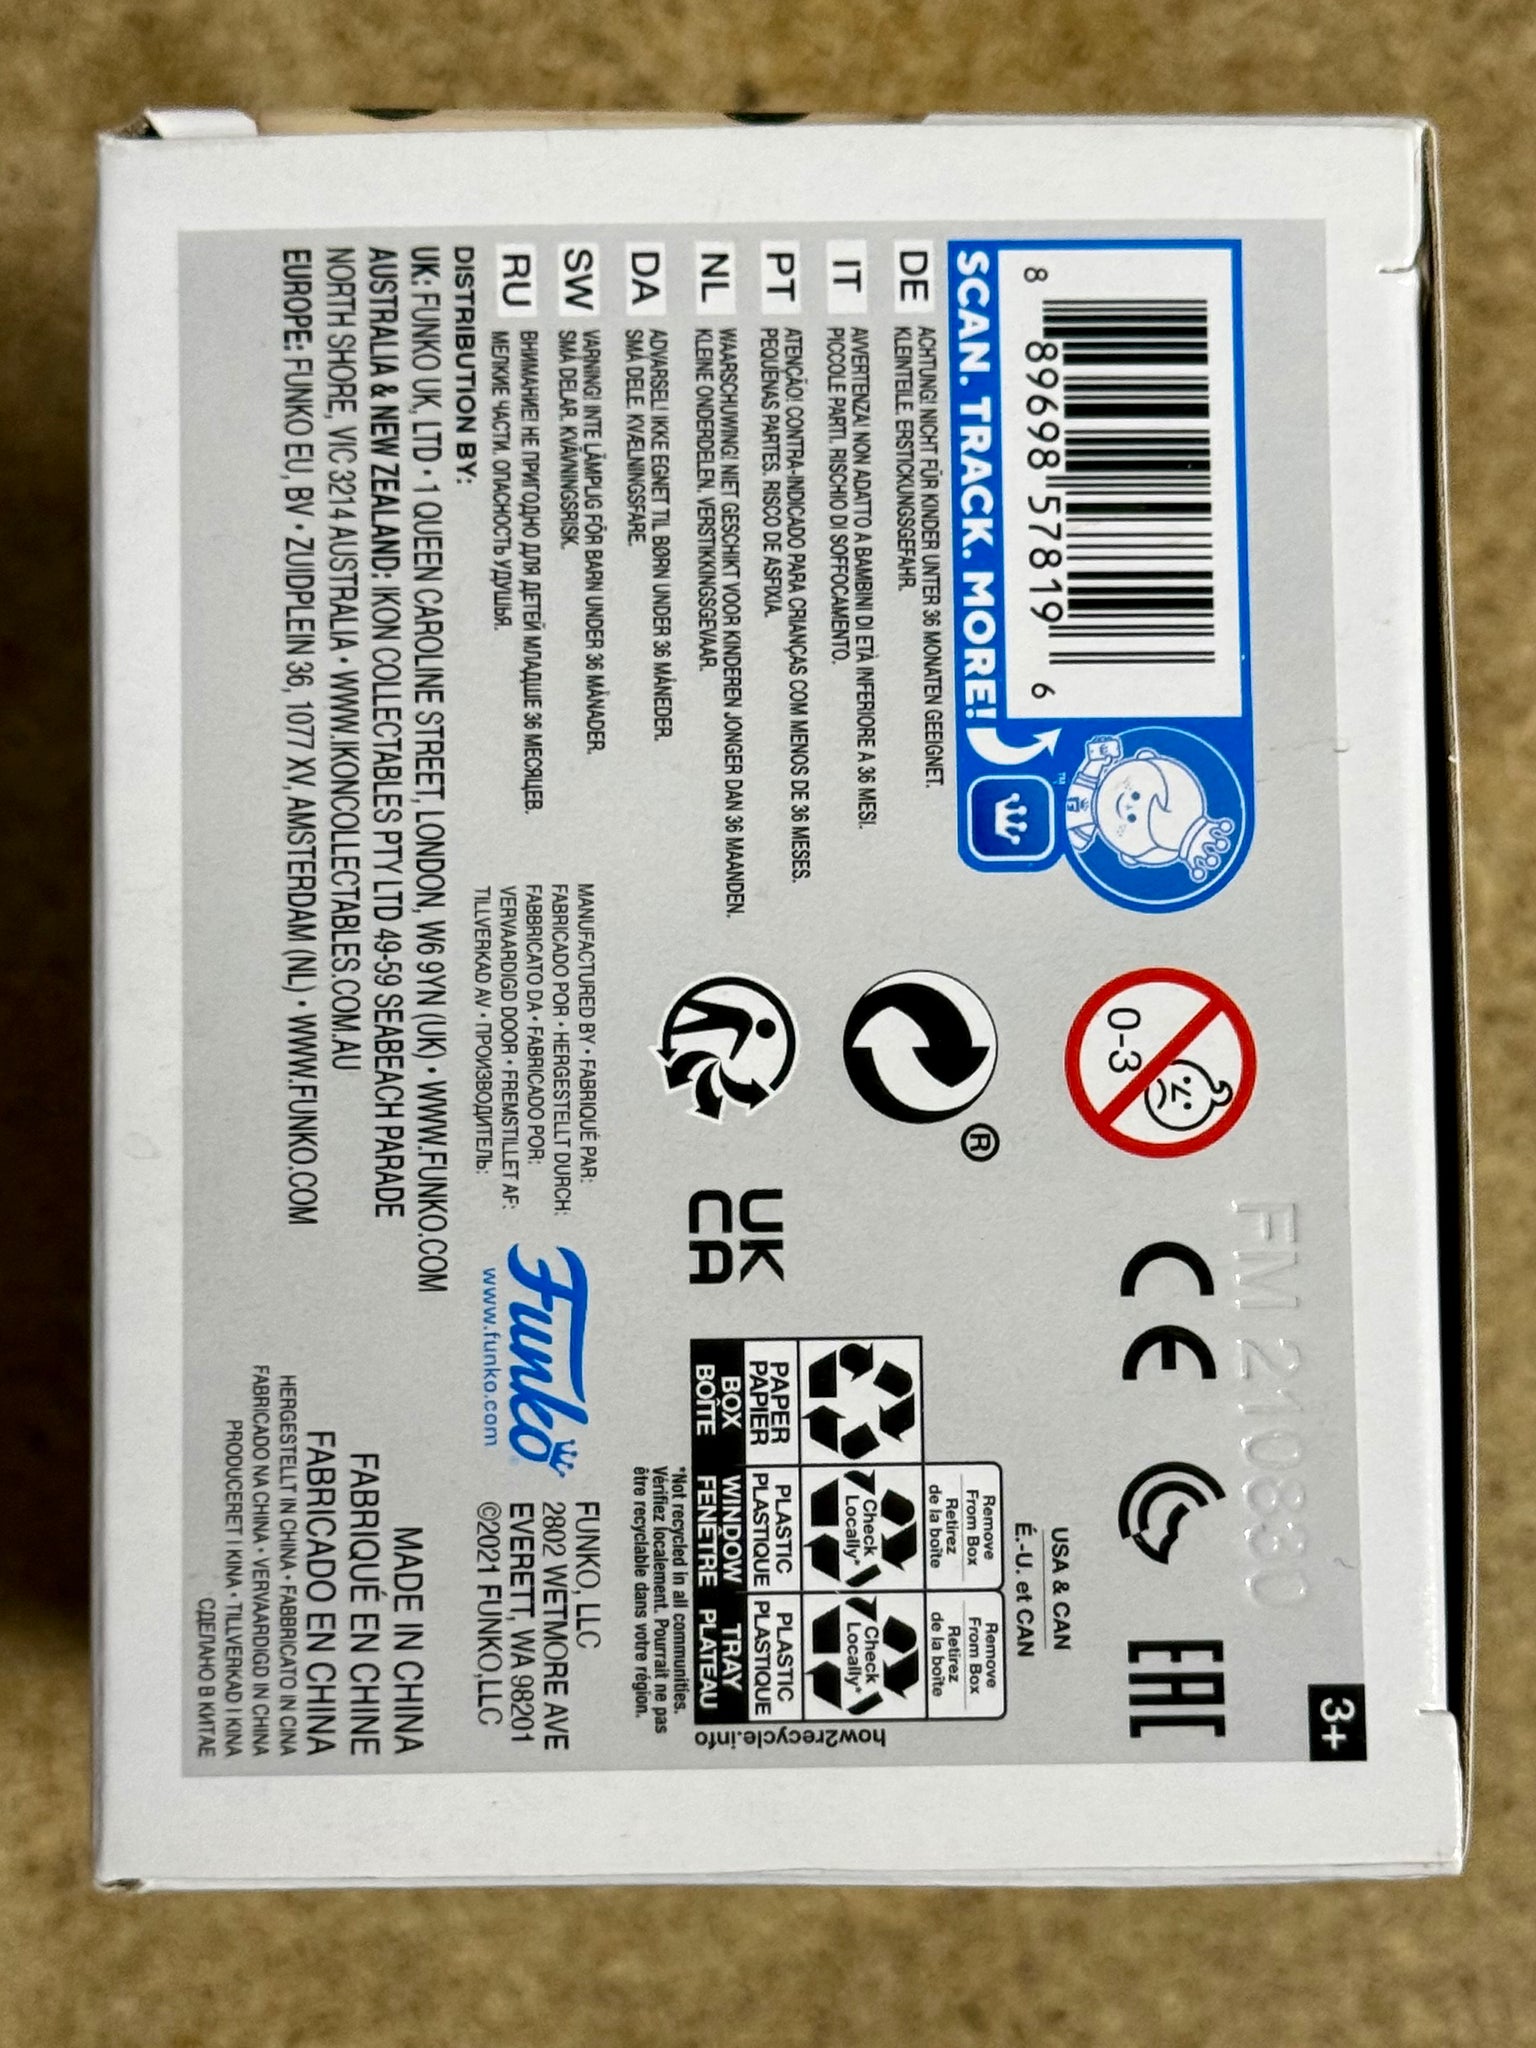 8 89698 57819 6
SCAN. TRACK. MORE!
™
DE ACHTUNG! NICHT FÜR KINDER UNTER 36 MONATEN GEEIGNET.
KLEINTEILE. ERSTICKUNGSGEFAHR.
IT AVVERTENZA! NON ADATTO A BAMBINI DI ETÀ INFERIORE A 36 MESI.
PICCOLE PARTI. RISCHIO DI SOFFOCAMENTO.
PT ATENÇÃO! CONTRA-INDICADO PARA CRIANÇAS COM MENOS DE 36 MESES.
PEQUENAS PARTES. RISCO DE ASFIXIA.
NL WAARSCHUWING! NIET GESCHIKT VOOR KINDEREN JONGER DAN 36 MAANDEN.
KLEINE ONDERDELEN. VERSTIKKINGSGEVAAR.
DA ADVARSEL! IKKE EGNET TIL BØRN UNDER 36 MÅNEDER.
SMÅ DELE. KVÆLNINGSFARE.
SW VARNING! INTE LÄMPLIG FÖR BARN UNDER 36 MÅNADER.
SMÅ DELAR. KVÄVNINGSRISK.
RU ВНИМАНИЕ! НЕ ПРИГОДНО ДЛЯ ДЕТЕЙ МЛАДШЕ 36 МЕСЯЦЕВ.
МЕЛКИЕ ЧАСТИ. ОПАСНОСТЬ УДУШЬЯ.
DISTRIBUTION BY:
UK: FUNKO UK, LTD • 1 QUEEN CAROLINE STREET, LONDON, W6 9YN (UK) • WWW.FUNKO.COM
AUSTRALIA & NEW ZEALAND: IKON COLLECTABLES PTY LTD 49-59 SEABEACH PARADE
NORTH SHORE, VIC 3214 AUSTRALIA • WWW.IKONCOLLECTABLES.COM.AU
EUROPE: FUNKO EU, BV • ZUIDPLEIN 36, 1077 XV, AMSTERDAM (NL) • WWW.FUNKO.COM
0-3
®
FM 210830
3+
CE
EAC
UK
CA
USA & CAN
É.-U. et CAN
Remove
From Box
Retirez
de la boîte
Remove
From Box
Retirez
de la boîte
Check
Locally*
Check
Locally*
PAPER
PAPIER
PLASTIC
PLASTIQUE
PLASTIC
PLASTIQUE
BOX
BOÎTE
WINDOW
FENÊTRE
TRAY
PLATEAU
how2recycle.info
*Not recycled in all communities.
Vérifiez localement. Pourrait ne pas
être recyclable dans votre région.
MANUFACTURED BY • FABRIQUÉ PAR:
FABRICADO POR • HERGESTELLT DURCH:
FABBRICATO DA • FABRICADO POR:
VERVAARDIGD DOOR • FREMSTILLET AF:
TILLVERKAD AV • ПРОИЗВОДИТЕЛЬ:
Funko
www.funko.com
FUNKO, LLC
2802 WETMORE AVE
EVERETT, WA 98201
©2021 FUNKO,LLC
MADE IN CHINA
FABRIQUÉ EN CHINE
FABRICADO EN CHINA
HERGESTELLT IN CHINA • FABBRICATO IN CINA
FABRICADO NA CHINA • VERVAARDIGD IN CHINA
PRODUCERET I KINA • TILLVERKAD I KINA
СДЕЛАНО В КИТАЕ